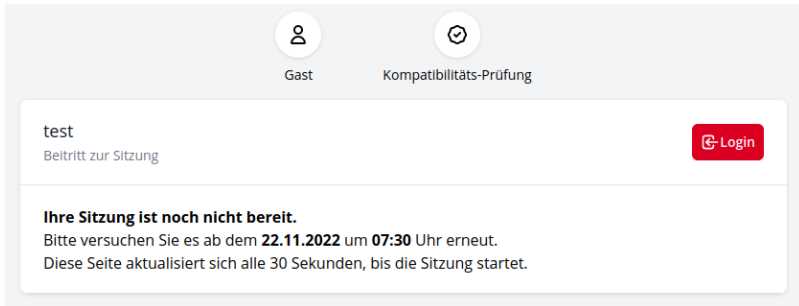 Gast
Kompatibilitäts-Prüfung
test
Beitritt zur Sitzung
Login
Ihre Sitzung ist noch nicht bereit.
Bitte versuchen Sie es ab dem 22.11.2022 um 07:30 Uhr erneut.
Diese Seite aktualisiert sich alle 30 Sekunden, bis die Sitzung startet.